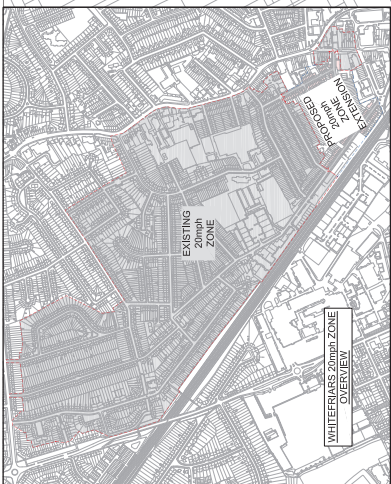 EXISTING
20mph
ZONE
PROPOSED
20mph
ZONE
EXTENSION
WHITEFRIARS 20mph ZONE
OVERVIEW